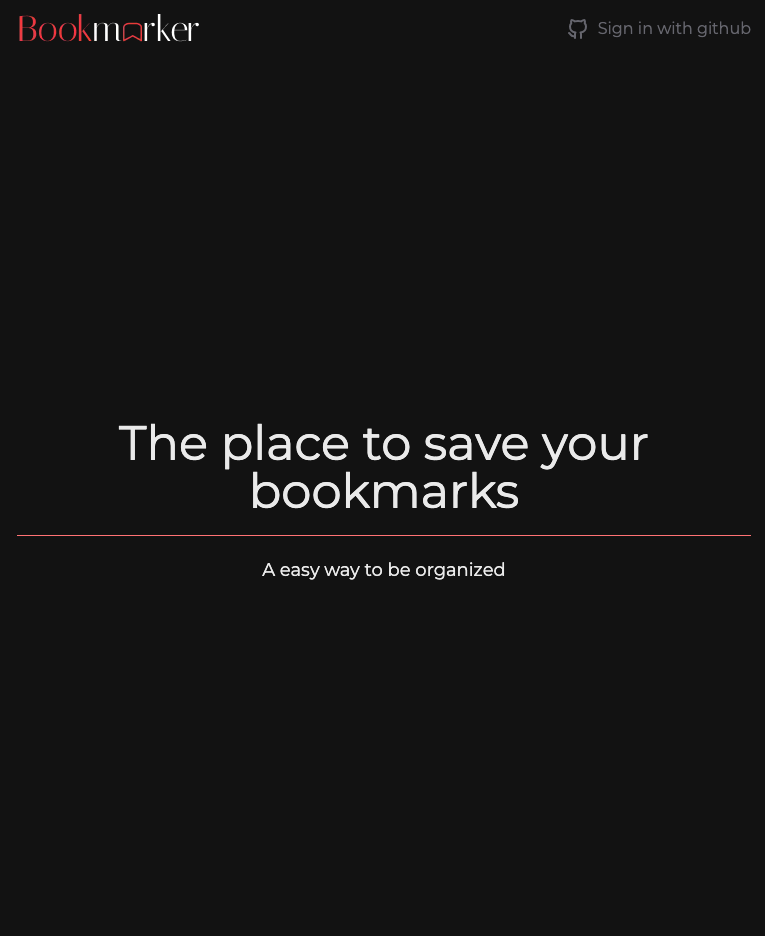 Bookmarker
Sign in with github
The place to save your
bookmarks
A easy way to be organized